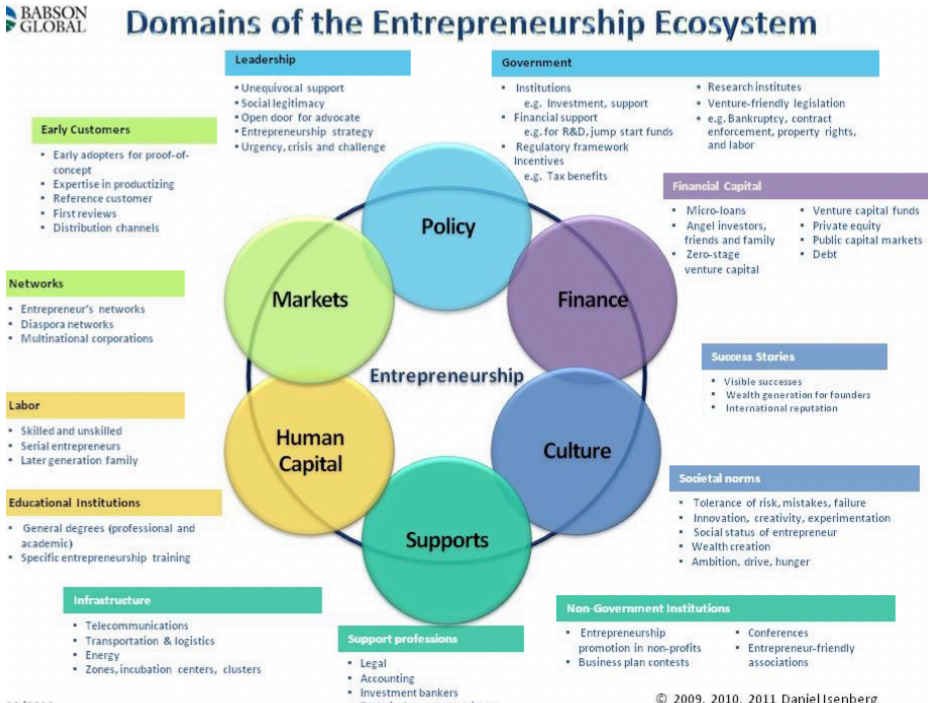 BABSON
GLOBAL
Domains of the Entrepreneurship Ecosystem
Leadership
▪ Unequivocal support
▪ Social legitimacy
▪ Open door for advocate
▪ Entrepreneurship strategy
▪ Urgency, crisis and challenge
Government
▪ Institutions
e.g. Investment, support
▪ Financial support
e.g. for R&D, jump start funds
▪ Regulatory framework
Incentives
e.g. Tax benefits
▪ Research institutes
▪ Venture-friendly legislation
▪ e.g. Bankruptcy, contract
enforcement, property rights,
and labor
Early Customers
▪ Early adopters for proof-of-
concept
▪ Expertise in productizing
▪ Reference customer
▪ First reviews
▪ Distribution channels
Financial Capital
▪ Micro-loans
▪ Angel investors,
friends and family
▪ Zero-stage
venture capital
▪ Venture capital funds
▪ Private equity
▪ Public capital markets
▪ Debt
Networks
▪ Entrepreneur's networks
▪ Diaspora networks
▪ Multinational corporations
Policy
Markets
Finance
Entrepreneurship
Human
Capital
Culture
Supports
Success Stories
▪ Visible successes
▪ Wealth generation for founders
▪ International reputation
Labor
▪ Skilled and unskilled
▪ Serial entrepreneurs
▪ Later generation family
Societal norms
▪ Tolerance of risk, mistakes, failure
▪ Innovation, creativity, experimentation
▪ Social status of entrepreneur
▪ Wealth creation
▪ Ambition, drive, hunger
Educational Institutions
▪ General degrees (professional and
academic)
▪ Specific entrepreneurship training
Infrastructure
▪ Telecommunications
▪ Transportation & logistics
▪ Energy
▪ Zones, incubation centers, clusters
Support professions
▪ Legal
▪ Accounting
▪ Investment bankers
Non-Government Institutions
▪ Entrepreneurship
promotion in non-profits
▪ Business plan contests
▪ Conferences
▪ Entrepreneur-friendly
associations
© 2009, 2010, 2011 Daniel Isenberg